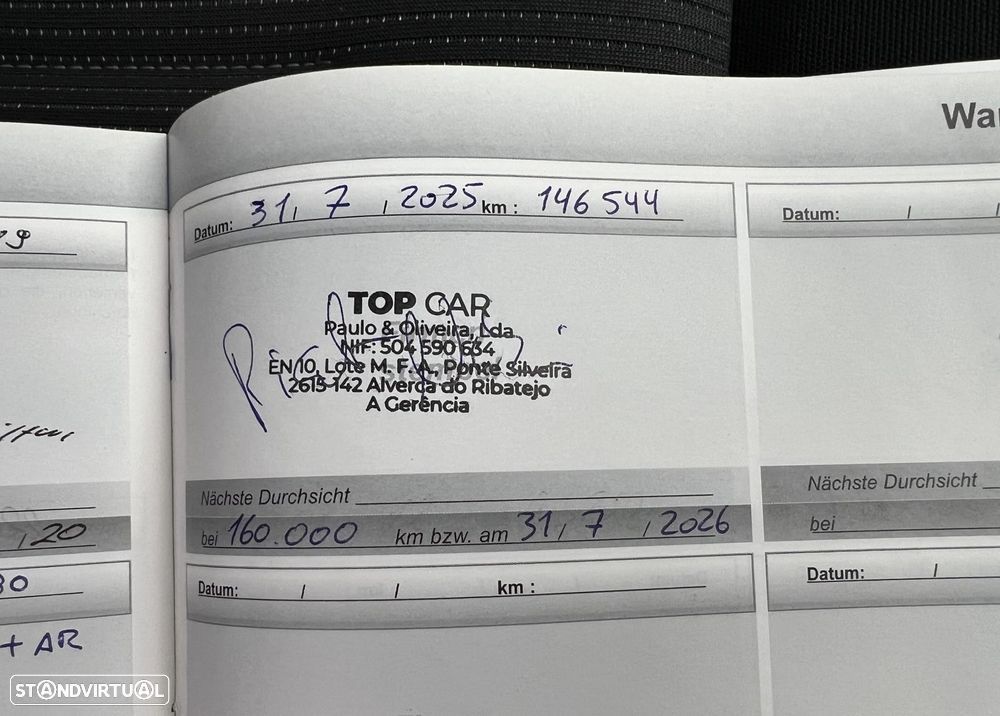 Wa
Datum: 31, 7, 2025 km: 146 544
TOP CAR
Paulo & Oliveira, Lda
NIF: 504 590 634
EN 10, Lote M. F. A., Ponte Silveira
2615-142 Alverca do Ribatejo
A Gerência
Nächste Durchsicht
bei 160.000 km bzw. am 31, 7, 2026
Datum: / / km:
Datum: / /
Nächste Durchsicht
bei
Datum: /
, 20
+ AR
STANDVIRTUAL